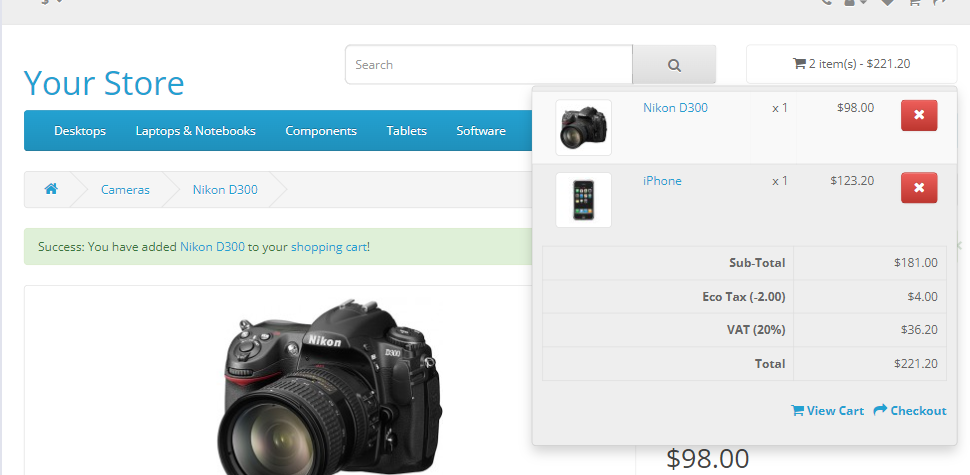 $
Your Store
Search
2 item(s) - $221.20
Desktops Laptops & Notebooks Components Tablets Software
Cameras Nikon D300
Success: You have added Nikon D300 to your shopping cart!
Nikon D300 x 1 $98.00
iPhone x 1 $123.20
Sub-Total $181.00
Eco Tax (-2.00) $4.00
VAT (20%) $36.20
Total $221.20
View Cart Checkout
Nikon
D300
$98.00